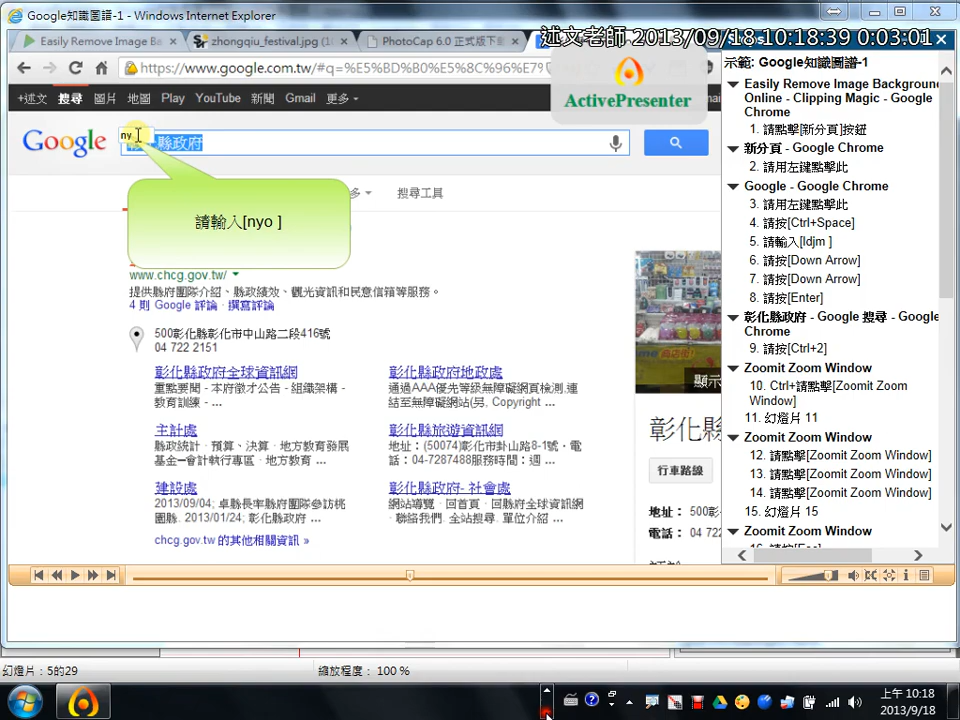 Google知識圖譜-1 - Windows Internet Explorer
Easily Remove Image Ba
zhongqiu_festival.jpg (1
PhotoCap 6.0 正式版下載
述文老師 2013/09/18 10:18:39 0:03:01
https://www.google.com.tw/#q=%E5%BD%B0%E5%8C%96%E7
ActivePresenter
+述文 搜尋 圖片 地圖 Play YouTube 新聞 Gmail 更多
Google
ny
縣政府
搜尋工具
請輸入[nyo ]
www.chcg.gov.tw/
提供縣府團隊介紹、縣政績效、觀光資訊和民意信箱等服務。
4 則 Google 評論 · 撰寫評論
500彰化縣彰化市中山路二段416號
04 722 2151
彰化縣政府全球資訊網
重點要聞 - 本府徵才公告 - 組織架構 -
教育訓練 - ...
彰化縣政府地政處
通過AAA優先等級無障礙網頁檢測.連
結至無障礙網站(另, Copyright ...
主計處
縣政統計 · 預算、決算 · 地方教育發展
基金─會計執行專區 · 地方教育 ...
彰化縣旅遊資訊網
地址：(50074)彰化市卦山路8-1號・電
話：04-7287488服務時間：週 ...
建設處
2013/09/04; 卓縣長率縣府團隊參訪桃
園縣. 2013/01/24; 彰化縣政府 ...
彰化縣政府- 社會處
網站導覽 · 回首頁 · 回縣府全球資訊網
· 聯絡我們. 全站搜尋. 單位介紹 ...
chcg.gov.tw 的其他相關資訊 »
顯示
彰化縣
行車路線
地址： 500彰
電話： 04 722
示範: Google知識圖譜-1
Easily Remove Image Background
Online - Clipping Magic - Google
Chrome
1. 請點擊[新分頁]按鈕
新分頁 - Google Chrome
2. 請用左鍵點擊此
Google - Google Chrome
3. 請用左鍵點擊此
4. 請按[Ctrl+Space]
5. 請輸入[ldjm ]
6. 請按[Down Arrow]
7. 請按[Down Arrow]
8. 請按[Enter]
彰化縣政府 - Google 搜尋 - Google
Chrome
9. 請按[Ctrl+2]
Zoomit Zoom Window
10. Ctrl+請點擊[Zoomit Zoom
Window]
11. 幻燈片 11
Zoomit Zoom Window
12. 請點擊[Zoomit Zoom Window]
13. 請點擊[Zoomit Zoom Window]
14. 請點擊[Zoomit Zoom Window]
15. 幻燈片 15
Zoomit Zoom Window
幻燈片：5的29
縮放程度： 100 %
上午 10:18
2013/9/18